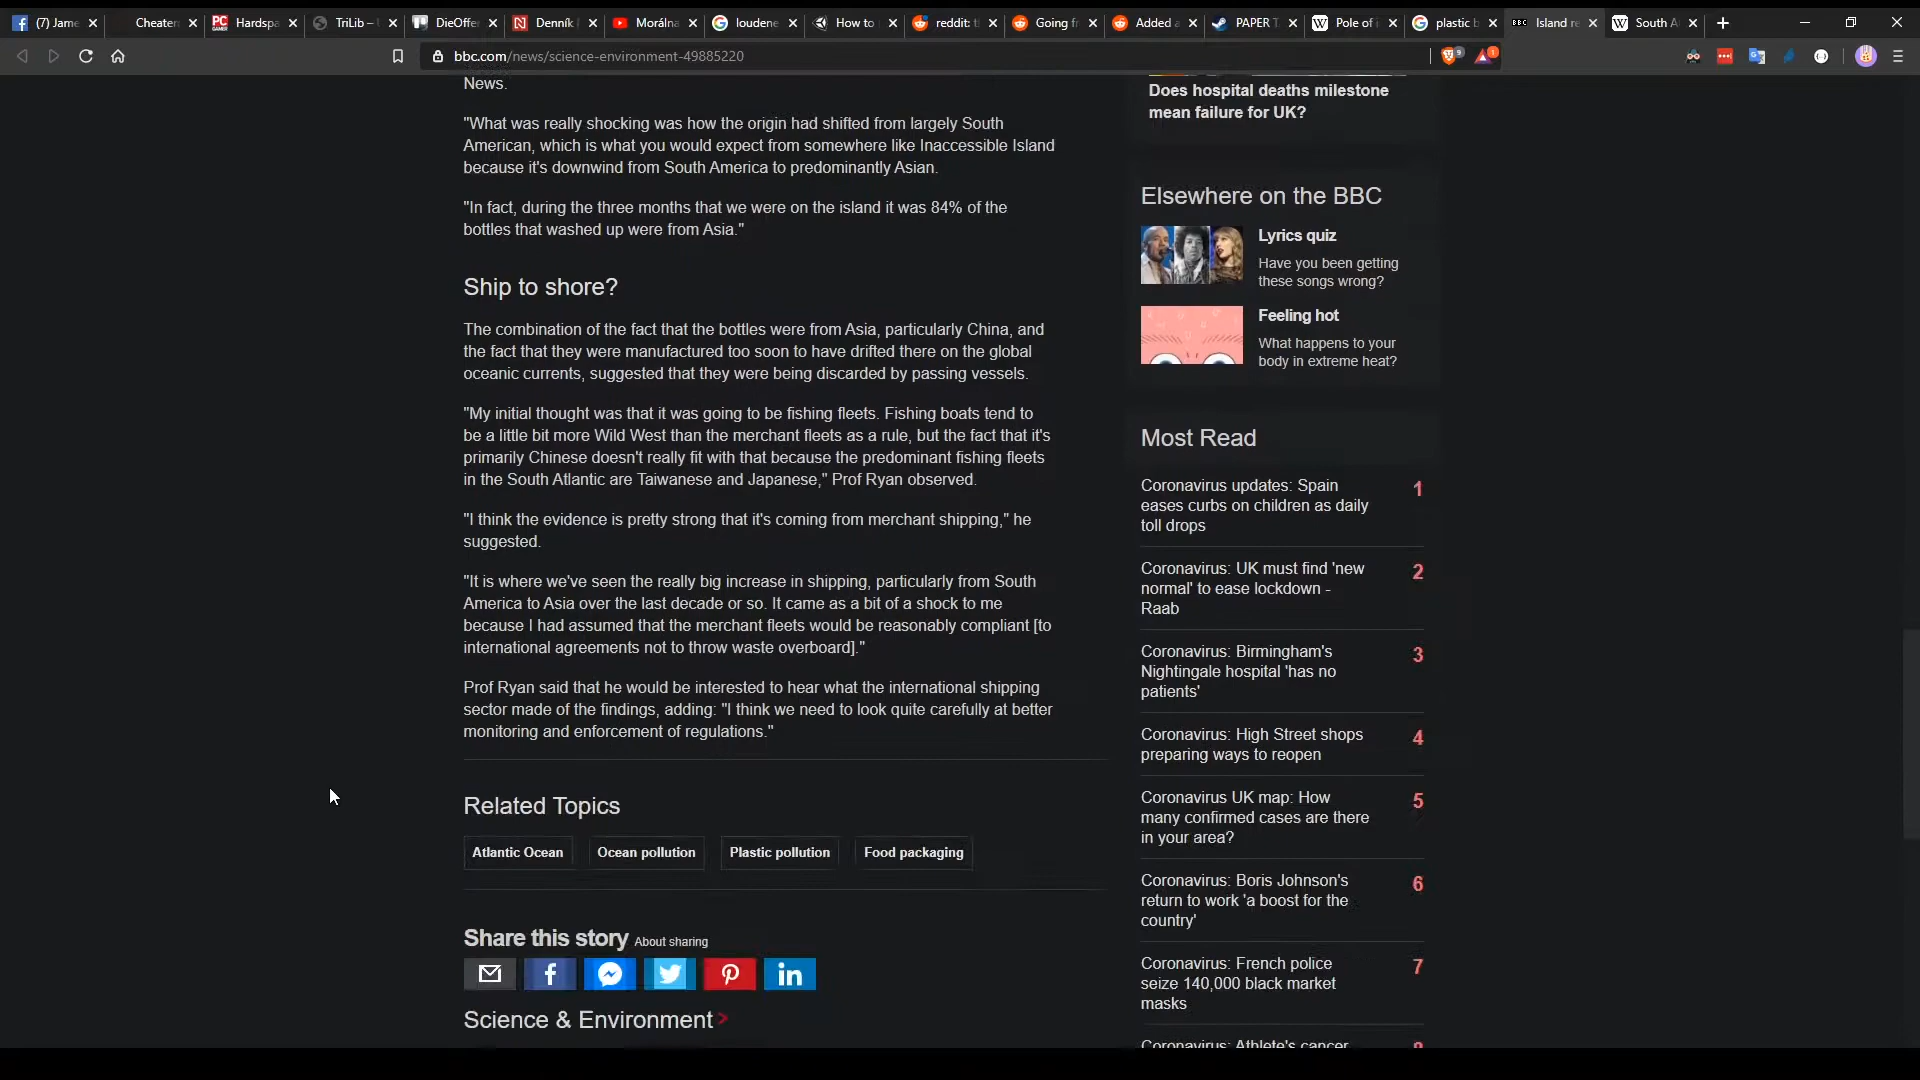 (7) Jame
Cheater
Hardspa
TriLib –
DieOffer
Denník
Morálna
loudene
How to
reddit: t
Going fr
Added a
PAPER T
Pole of i
plastic b
Island re
South A
bbc.com/news/science-environment-49885220
9
1
News.
"What was really shocking was how the origin had shifted from largely South
American, which is what you would expect from somewhere like Inaccessible Island
because it's downwind from South America to predominantly Asian.
"In fact, during the three months that we were on the island it was 84% of the
bottles that washed up were from Asia."
Ship to shore?
The combination of the fact that the bottles were from Asia, particularly China, and
the fact that they were manufactured too soon to have drifted there on the global
oceanic currents, suggested that they were being discarded by passing vessels.
"My initial thought was that it was going to be fishing fleets. Fishing boats tend to
be a little bit more Wild West than the merchant fleets as a rule, but the fact that it's
primarily Chinese doesn't really fit with that because the predominant fishing fleets
in the South Atlantic are Taiwanese and Japanese," Prof Ryan observed.
"I think the evidence is pretty strong that it's coming from merchant shipping," he
suggested.
"It is where we've seen the really big increase in shipping, particularly from South
America to Asia over the last decade or so. It came as a bit of a shock to me
because I had assumed that the merchant fleets would be reasonably compliant [to
international agreements not to throw waste overboard]."
Prof Ryan said that he would be interested to hear what the international shipping
sector made of the findings, adding: "I think we need to look quite carefully at better
monitoring and enforcement of regulations."
Related Topics
Atlantic Ocean
Ocean pollution
Plastic pollution
Food packaging
Share this story About sharing
Science & Environment
Does hospital deaths milestone
mean failure for UK?
Elsewhere on the BBC
Lyrics quiz
Have you been getting
these songs wrong?
Feeling hot
What happens to your
body in extreme heat?
Most Read
Coronavirus updates: Spain
eases curbs on children as daily
toll drops
1
Coronavirus: UK must find 'new
normal' to ease lockdown -
Raab
2
Coronavirus: Birmingham's
Nightingale hospital 'has no
patients'
3
Coronavirus: High Street shops
preparing ways to reopen
4
Coronavirus UK map: How
many confirmed cases are there
in your area?
5
Coronavirus: Boris Johnson's
return to work 'a boost for the
country'
6
Coronavirus: French police
seize 140,000 black market
masks
7
Coronavirus: Athlete's cancer
8